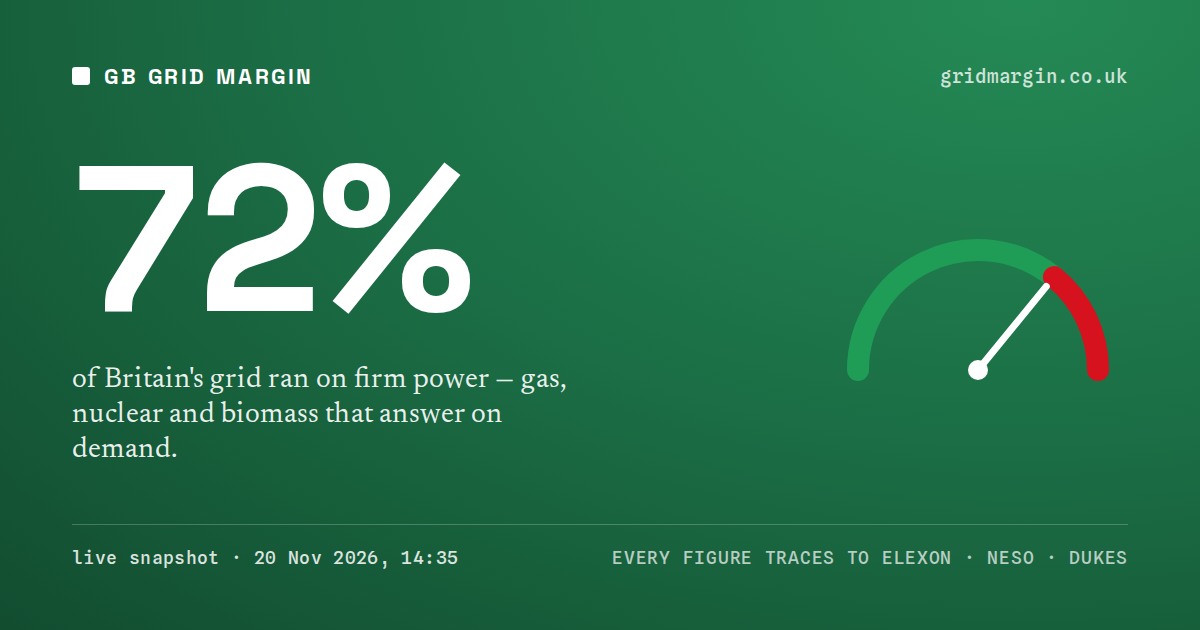 GB GRID MARGIN
gridmargin.co.uk
72%
of Britain's grid ran on firm power – gas,
nuclear and biomass that answer on
demand.
live snapshot · 20 Nov 2026, 14:35
EVERY FIGURE TRACES TO ELEXON · NESO · DUKES